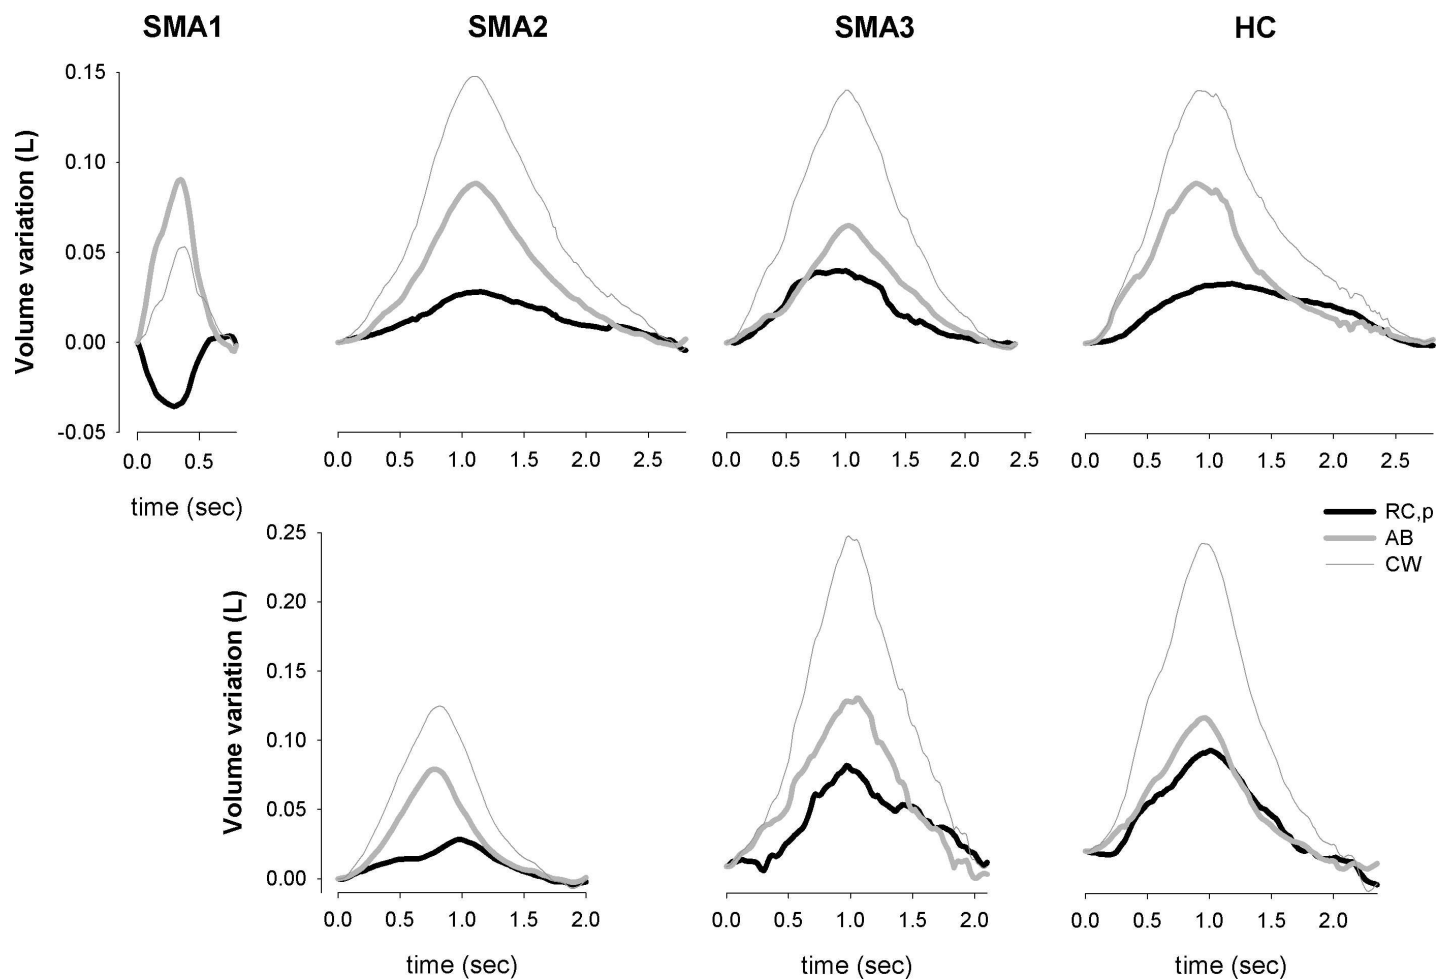 SMA1 SMA2 SMA3 HC
Volume variation (L)
0.15
0.10
0.05
0.00
-0.05
0.0 0.5
0.0 0.5 1.0 1.5 2.0 2.5
0.0 0.5 1.0 1.5 2.0 2.5
0.0 0.5 1.0 1.5 2.0 2.5
time (sec)
RC,p
AB
CW
Volume variation (L)
0.25
0.20
0.15
0.10
0.05
0.00
0.0 0.5 1.0 1.5 2.0
0.0 0.5 1.0 1.5 2.0
0.0 0.5 1.0 1.5 2.0
time (sec) time (sec) time (sec)